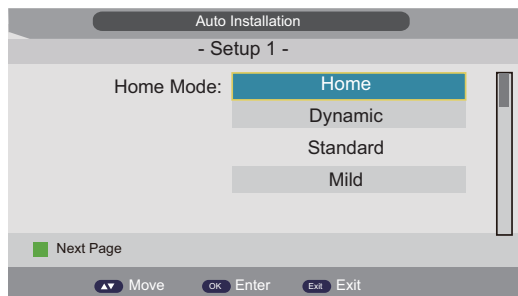 Auto Installation
- Setup 1 -
Home Mode: Home
Dynamic
Standard
Mild
Next Page
Move OK Enter Exit Exit